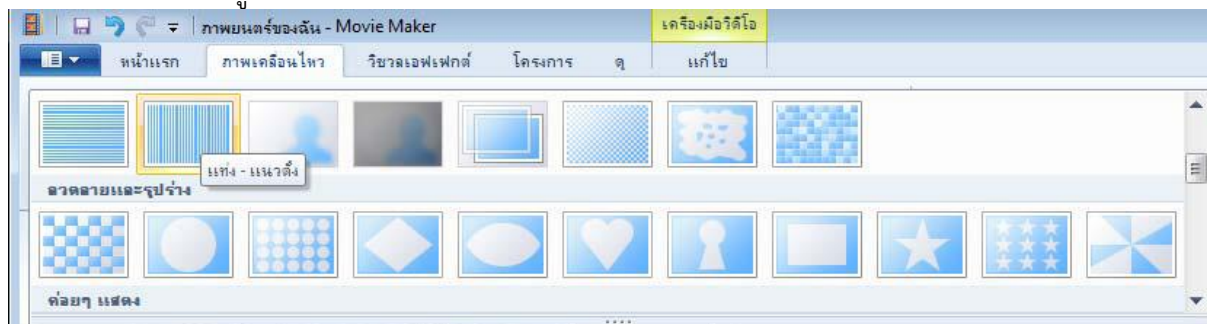 ภาพยนตร์ของฉัน - Movie Maker
เครื่องมือวิดีโอ
หน้าแรก ภาพเคลื่อนไหว วิชวลเอฟเฟกต์ โครงการ ดู แก้ไข
แท่ง - แนวตั้ง
ลวดลายและรูปร่าง
ค่อยๆ แสดง